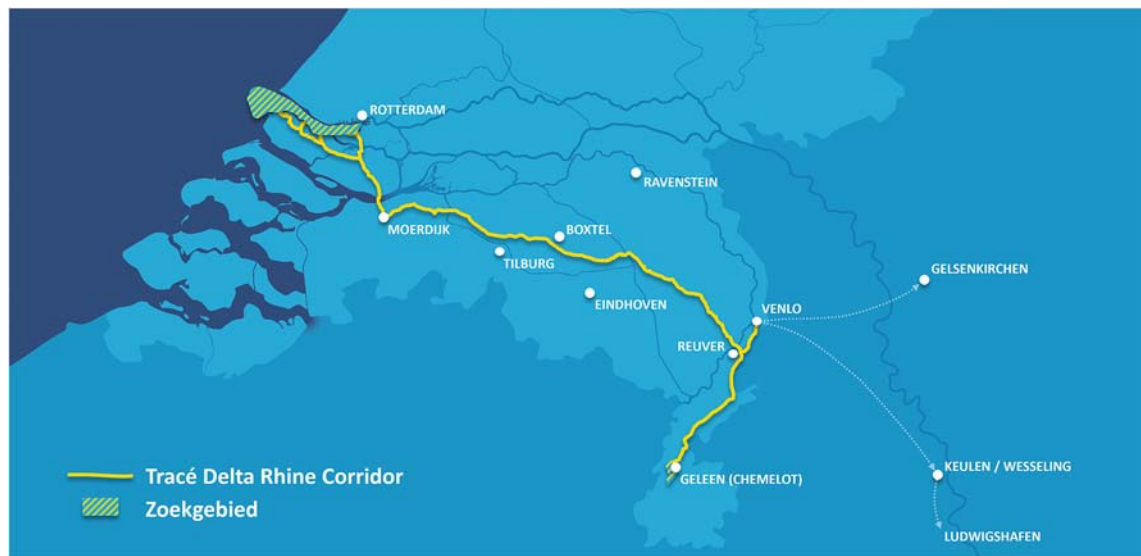 ROTTERDAM
RAVENSTEIN
MOERDIJK
BOXTEL
TILBURG
GELSENKIRCHEN
EINDHOVEN
VENLO
REUVER
Tracé Delta Rhine Corridor
KEULEN / WESSELING
GELEEN (CHEMELOT)
Zoekgebied
LUDWIGSHAFEN